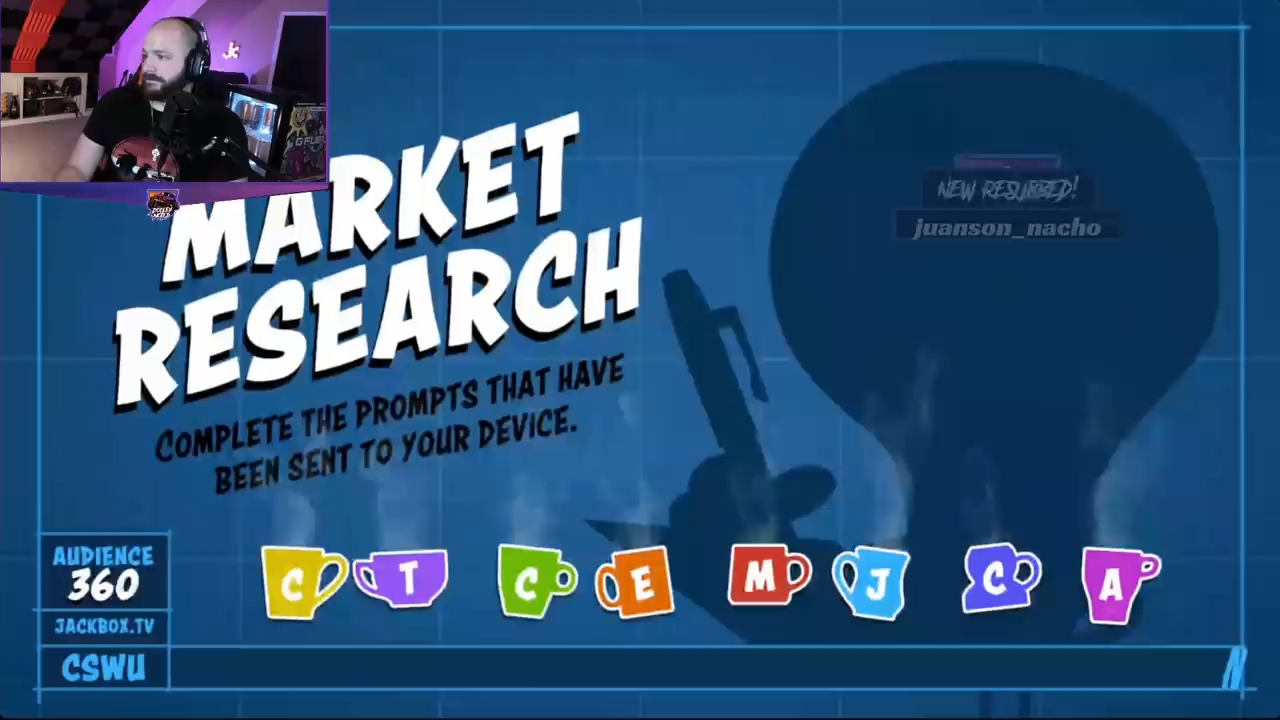 MARKET
RESEARCH
COMPLETE THE PROMPTS THAT HAVE
BEEN SENT TO YOUR DEVICE.
NEW RESUBBED!
juanson_nacho
G FUEL
AUDIENCE
360
JACKBOX.TV
CSWU
C T C E M J C A
N